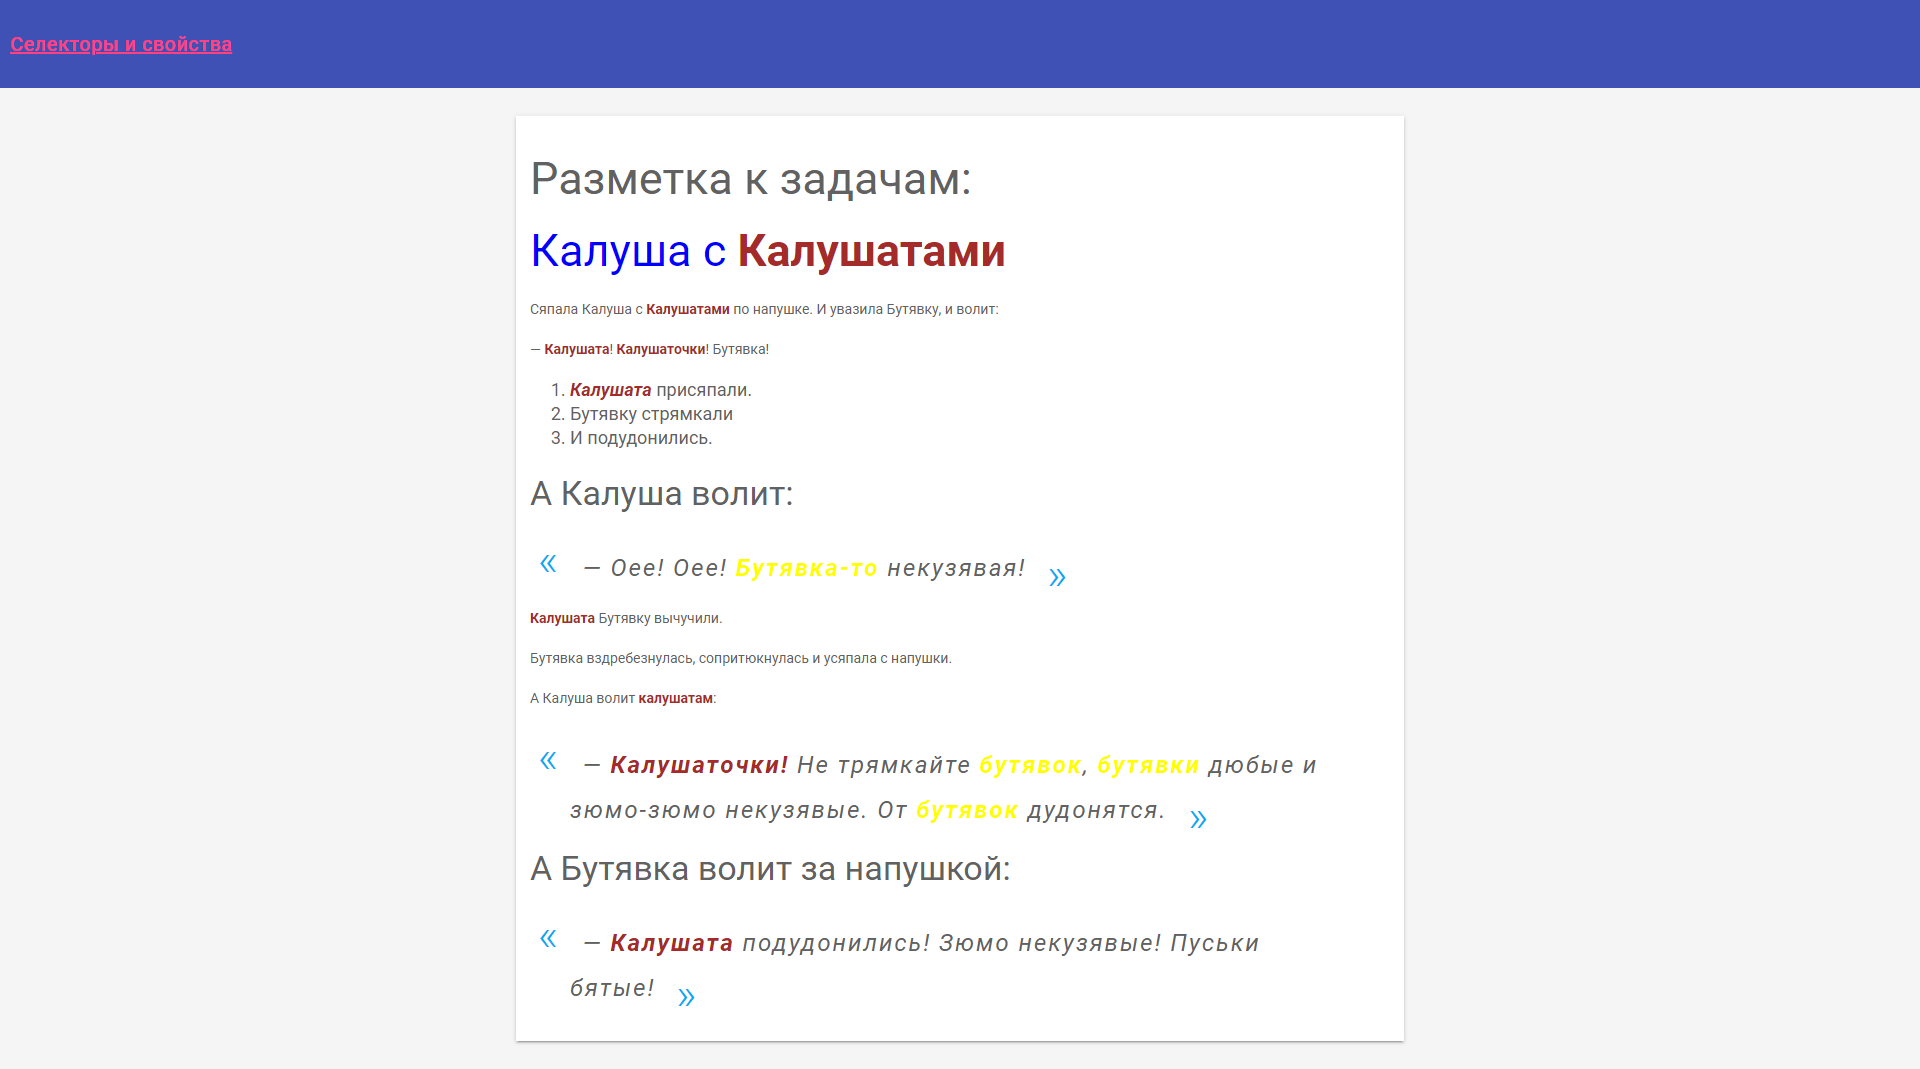 Селекторы и свойства
Разметка к задачам:
Калуша с Калушатами
Сяпала Калуша с Калушатами по напушке. И увазила Бутявку, и волит:
— Калушата! Калушаточки! Бутявка!
1. Калушата присяпали.
2. Бутявку стрямкали
3. И подудонились.
А Калуша волит:
« — Оее! Оее! Бутявка-то некузявая! »
Калушата Бутявку вычучили.
Бутявка вздребезнулась, сопритюкнулась и усяпала с напушки.
А Калуша волит калушатам:
« — Калушаточки! Не трямкайте бутявок, бутявки дюбые и
зюмо-зюмо некузявые. От бутявок дудонятся. »
А Бутявка волит за напушкой:
« — Калушата подудонились! Зюмо некузявые! Пуськи
бятые! »